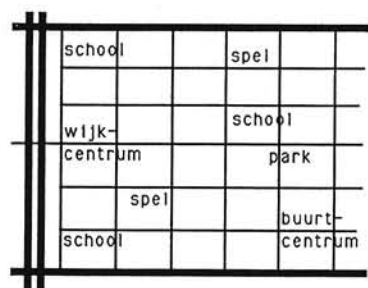 school
spel
school
wijk-
centrum
park
spel
buurt-
centrum
school